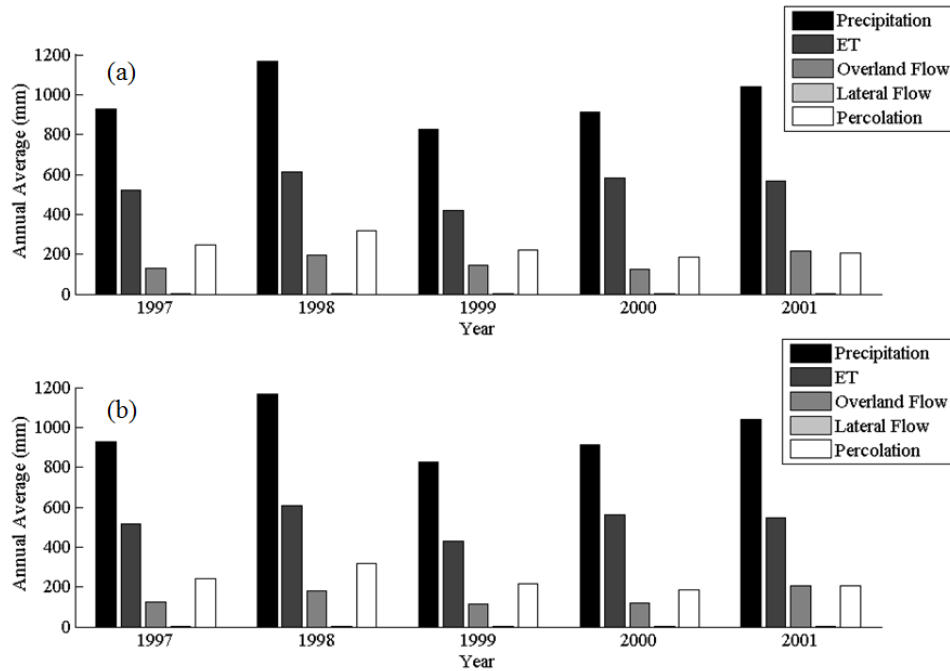 Precipitation
ET
Overland Flow
Lateral Flow
Percolation
(a)
Annual Average (mm)
1200
1000
800
600
400
200
0
1997 1998 1999 2000 2001
Year
Precipitation
ET
Overland Flow
Lateral Flow
Percolation
(b)
Annual Average (mm)
1200
1000
800
600
400
200
0
1997 1998 1999 2000 2001
Year